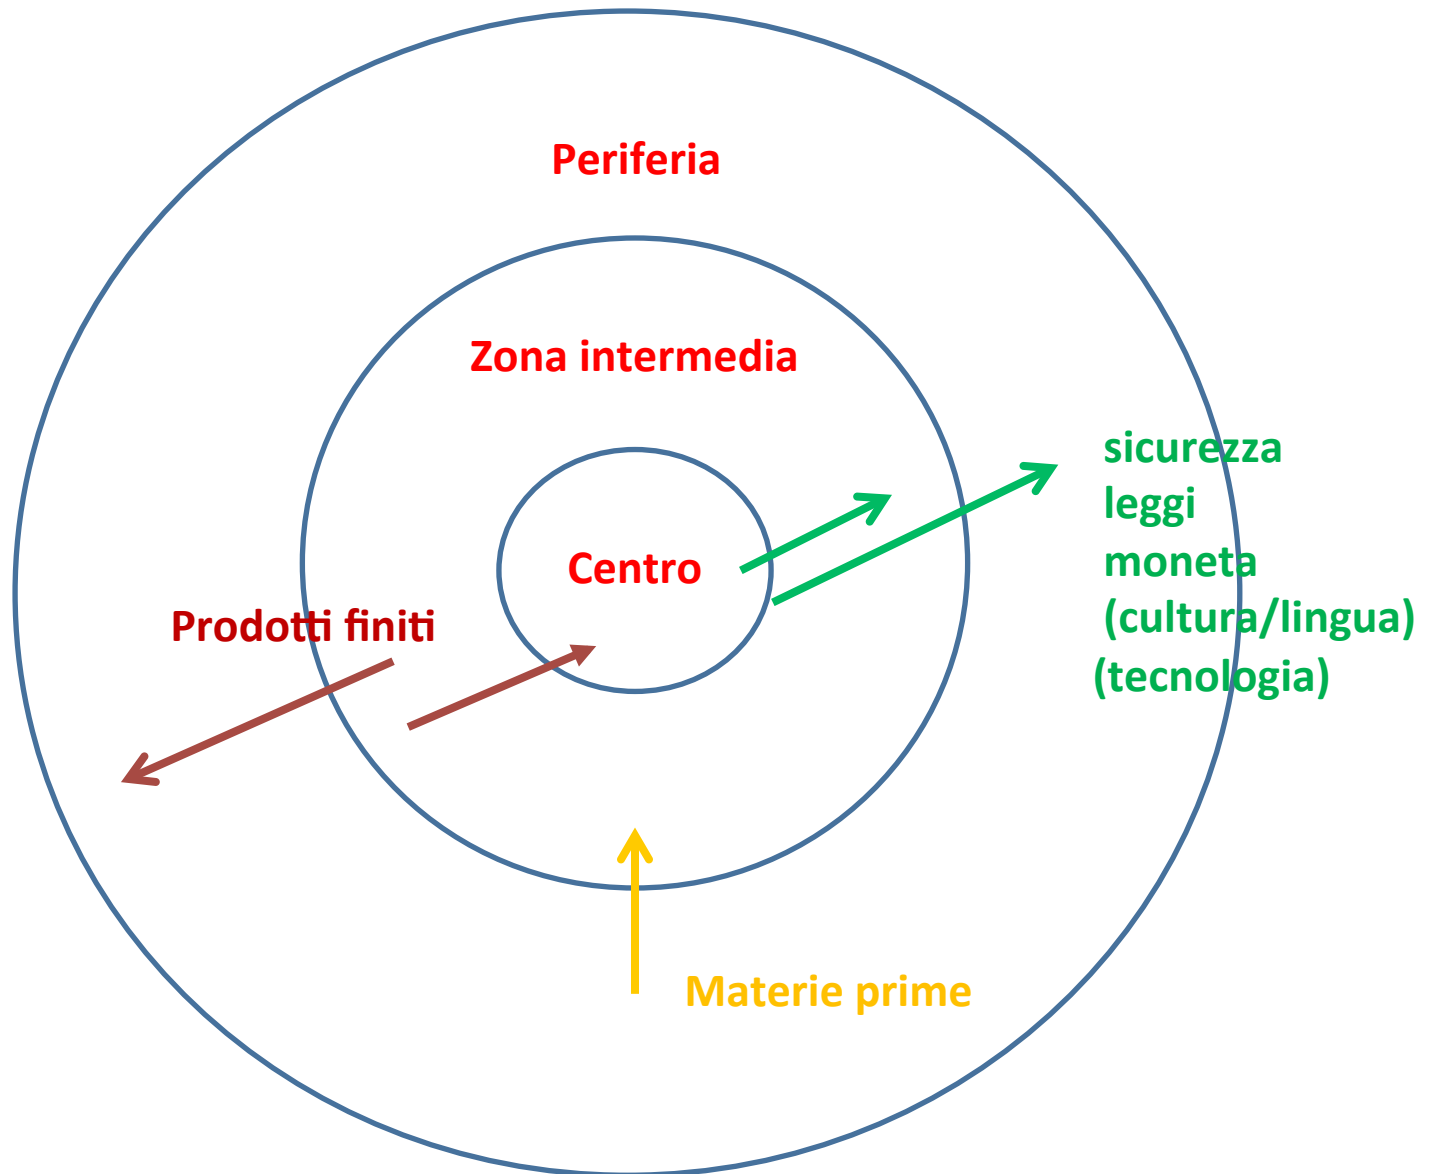 Periferia
Zona intermedia
sicurezza
leggi
Centro
moneta
Prodotti finiti
(cultura/lingua)
(tecnologia)
Materie prime